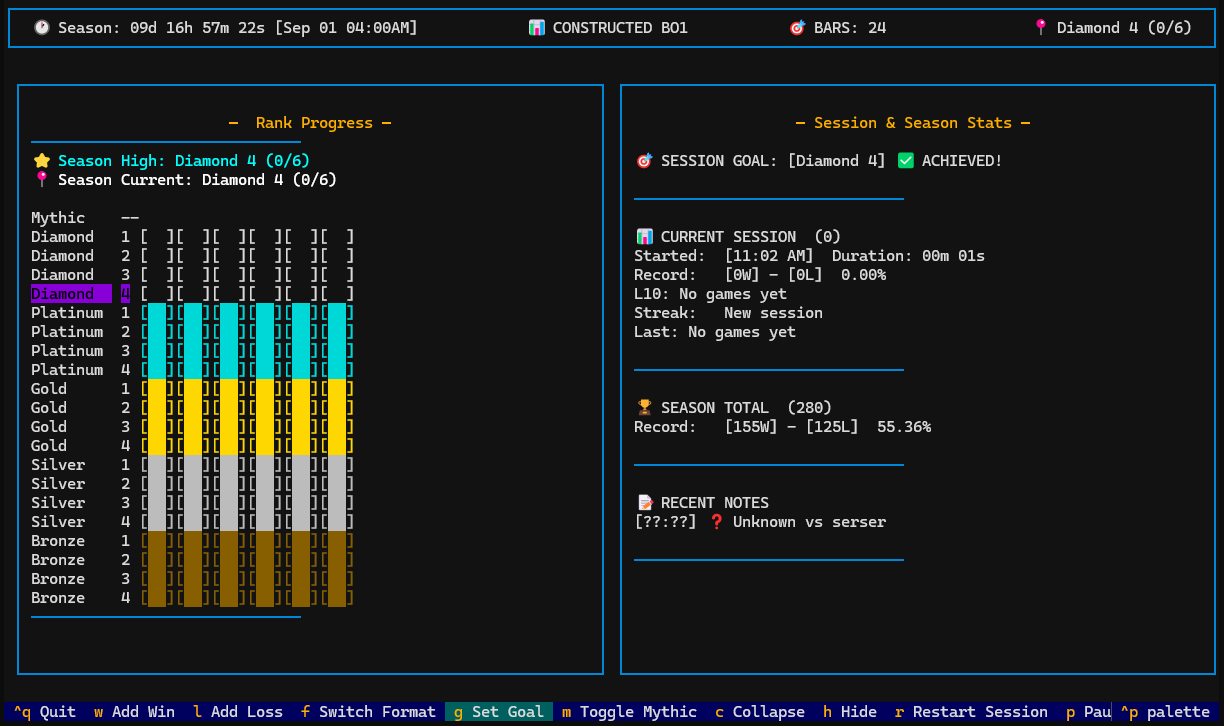 Season: 09d 16h 57m 22s [Sep 01 04:00AM] CONSTRUCTED BO1 BARS: 24 Diamond 4 (0/6)
— Rank Progress —
Season High: Diamond 4 (0/6)
Season Current: Diamond 4 (0/6)
Mythic --
Diamond 1 [ ][ ][ ][ ][ ][ ]
Diamond 2 [ ][ ][ ][ ][ ][ ]
Diamond 3 [ ][ ][ ][ ][ ][ ]
Diamond 4 [ ][ ][ ][ ][ ][ ]
Platinum 1 [ ][ ][ ][ ][ ][ ]
Platinum 2 [ ][ ][ ][ ][ ][ ]
Platinum 3 [ ][ ][ ][ ][ ][ ]
Platinum 4 [ ][ ][ ][ ][ ][ ]
Gold 1 [ ][ ][ ][ ][ ][ ]
Gold 2 [ ][ ][ ][ ][ ][ ]
Gold 3 [ ][ ][ ][ ][ ][ ]
Gold 4 [ ][ ][ ][ ][ ][ ]
Silver 1 [ ][ ][ ][ ][ ][ ]
Silver 2 [ ][ ][ ][ ][ ][ ]
Silver 3 [ ][ ][ ][ ][ ][ ]
Silver 4 [ ][ ][ ][ ][ ][ ]
Bronze 1 [ ][ ][ ][ ][ ][ ]
Bronze 2 [ ][ ][ ][ ][ ][ ]
Bronze 3 [ ][ ][ ][ ][ ][ ]
Bronze 4 [ ][ ][ ][ ][ ][ ]
— Session & Season Stats —
SESSION GOAL: [Diamond 4] ✅ ACHIEVED!
CURRENT SESSION (0)
Started: [11:02 AM] Duration: 00m 01s
Record: [0W] - [0L] 0.00%
L10: No games yet
Streak: New session
Last: No games yet
SEASON TOTAL (280)
Record: [155W] - [125L] 55.36%
RECENT NOTES
[??:??] ❓ Unknown vs serser
^q Quit w Add Win l Add Loss f Switch Format g Set Goal m Toggle Mythic c Collapse h Hide r Restart Session p Pau ^p palette